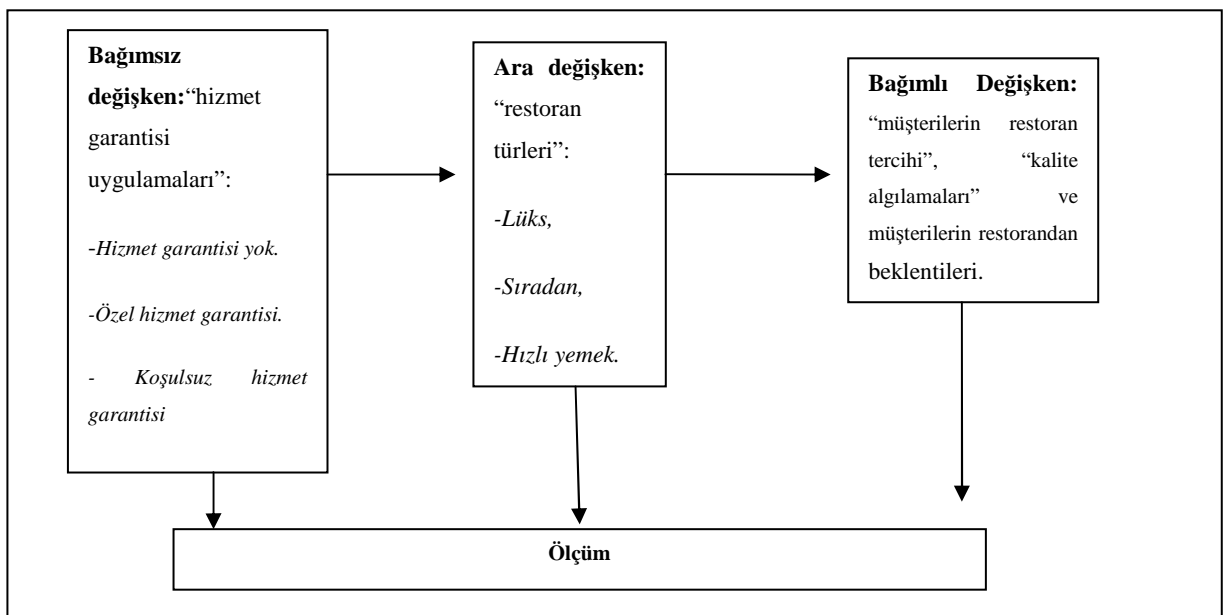 Bağımsız
değişken:“hizmet
garantisi
uygulamaları”:
-Hizmet garantisi yok.
-Özel hizmet garantisi.
- Koşulsuz hizmet
garantisi
Ara değişken:
“restoran
türleri”:
-Lüks,
-Sıradan,
-Hızlı yemek.
Bağımlı Değişken:
“müşterilerin restoran
tercihi”, “kalite
algılamaları” ve
müşterilerin restorandan
beklentileri.
Ölçüm